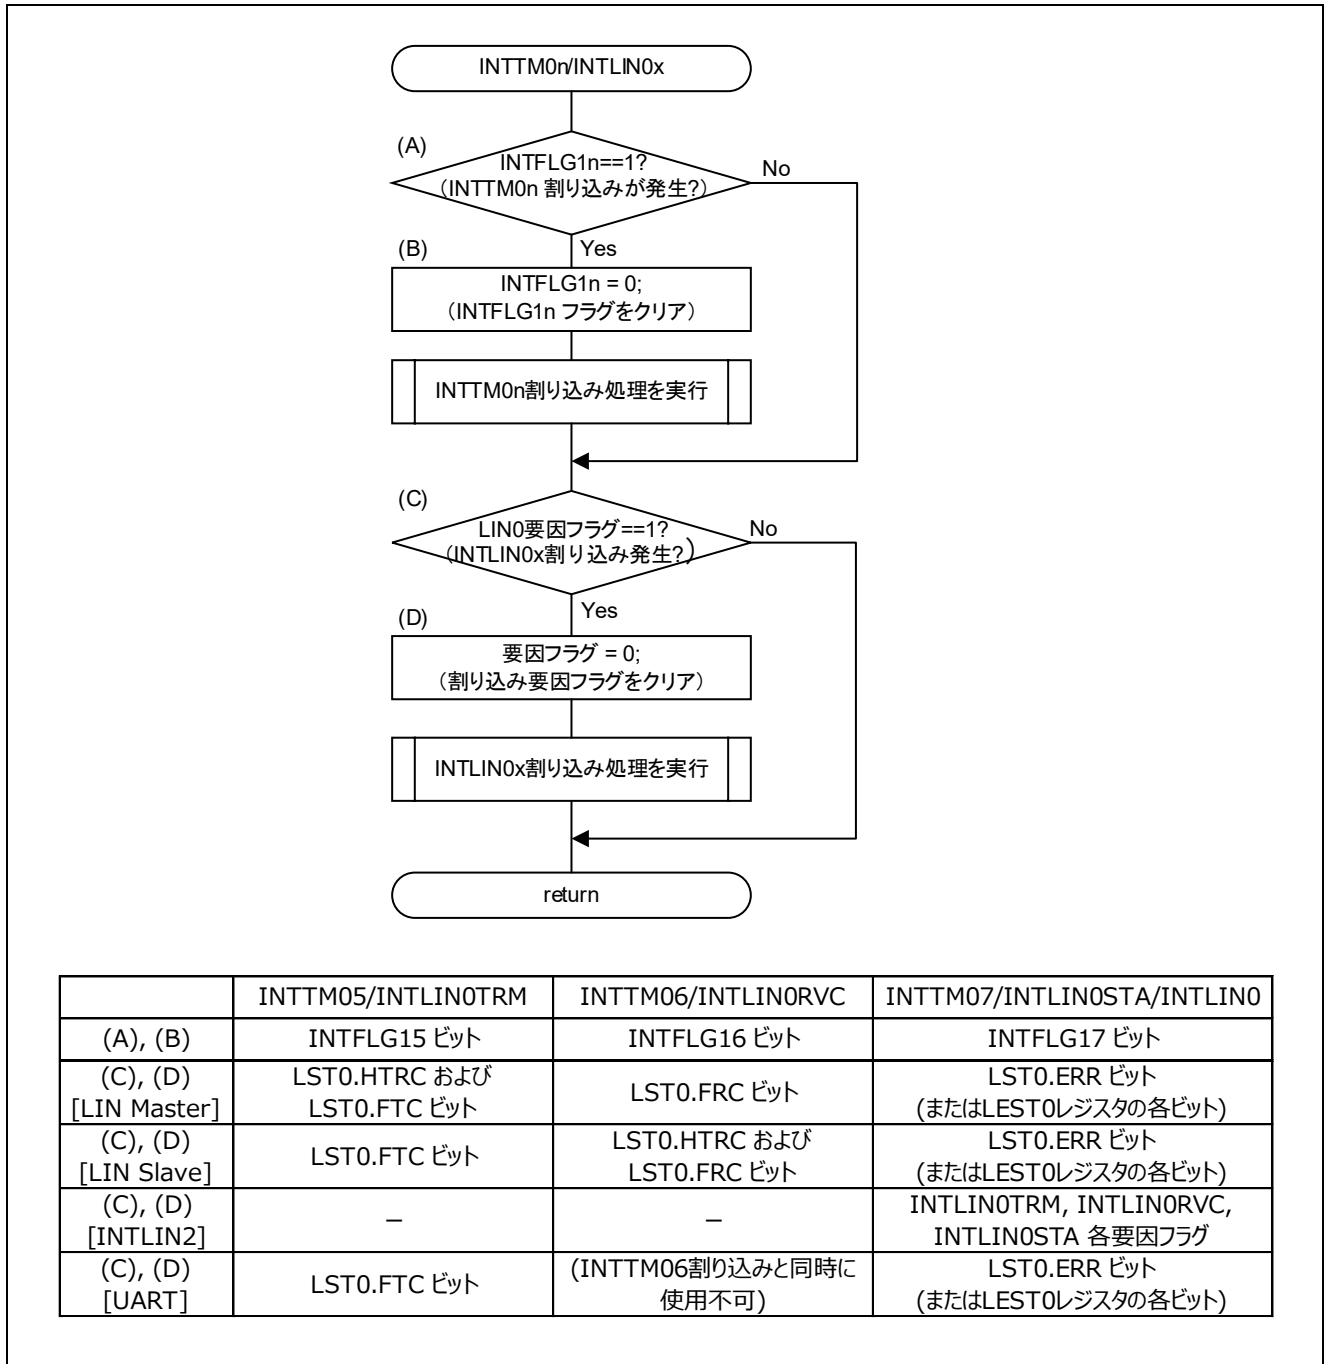 INTTM0n/INTLIN0x
(A)
INTFLG1n==1?
(INTTM0n 割り込みが発生?)
No
(B)
Yes
INTFLG1n = 0;
(INTFLG1n フラグをクリア)
INTTM0n割り込み処理を実行
(C)
LIN0要因フラグ==1?
(INTLIN0x割り込み発生?)
No
Yes
(D)
要因フラグ = 0;
(割り込み要因フラグをクリア)
INTLIN0x割り込み処理を実行
return
INTTM05/INTLIN0TRM INTTM06/INTLIN0RVC INTTM07/INTLIN0STA/INTLIN0
(A), (B) INTFLG15 ビット INTFLG16 ビット INTFLG17 ビット
(C), (D)
[LIN Master]
LST0.HTRC および
LST0.FTC ビット
LST0.FRC ビット
LST0.ERR ビット
(またはLEST0レジスタの各ビット)
(C), (D)
[LIN Slave]
LST0.FTC ビット
LST0.HTRC および
LST0.FRC ビット
LST0.ERR ビット
(またはLEST0レジスタの各ビット)
(C), (D)
[INTLIN2]
–
–
INTLIN0TRM, INTLIN0RVC,
INTLIN0STA 各要因フラグ
(C), (D)
[UART]
LST0.FTC ビット
(INTTM06割り込みと同時に
使用不可)
LST0.ERR ビット
(またはLEST0レジスタの各ビット)